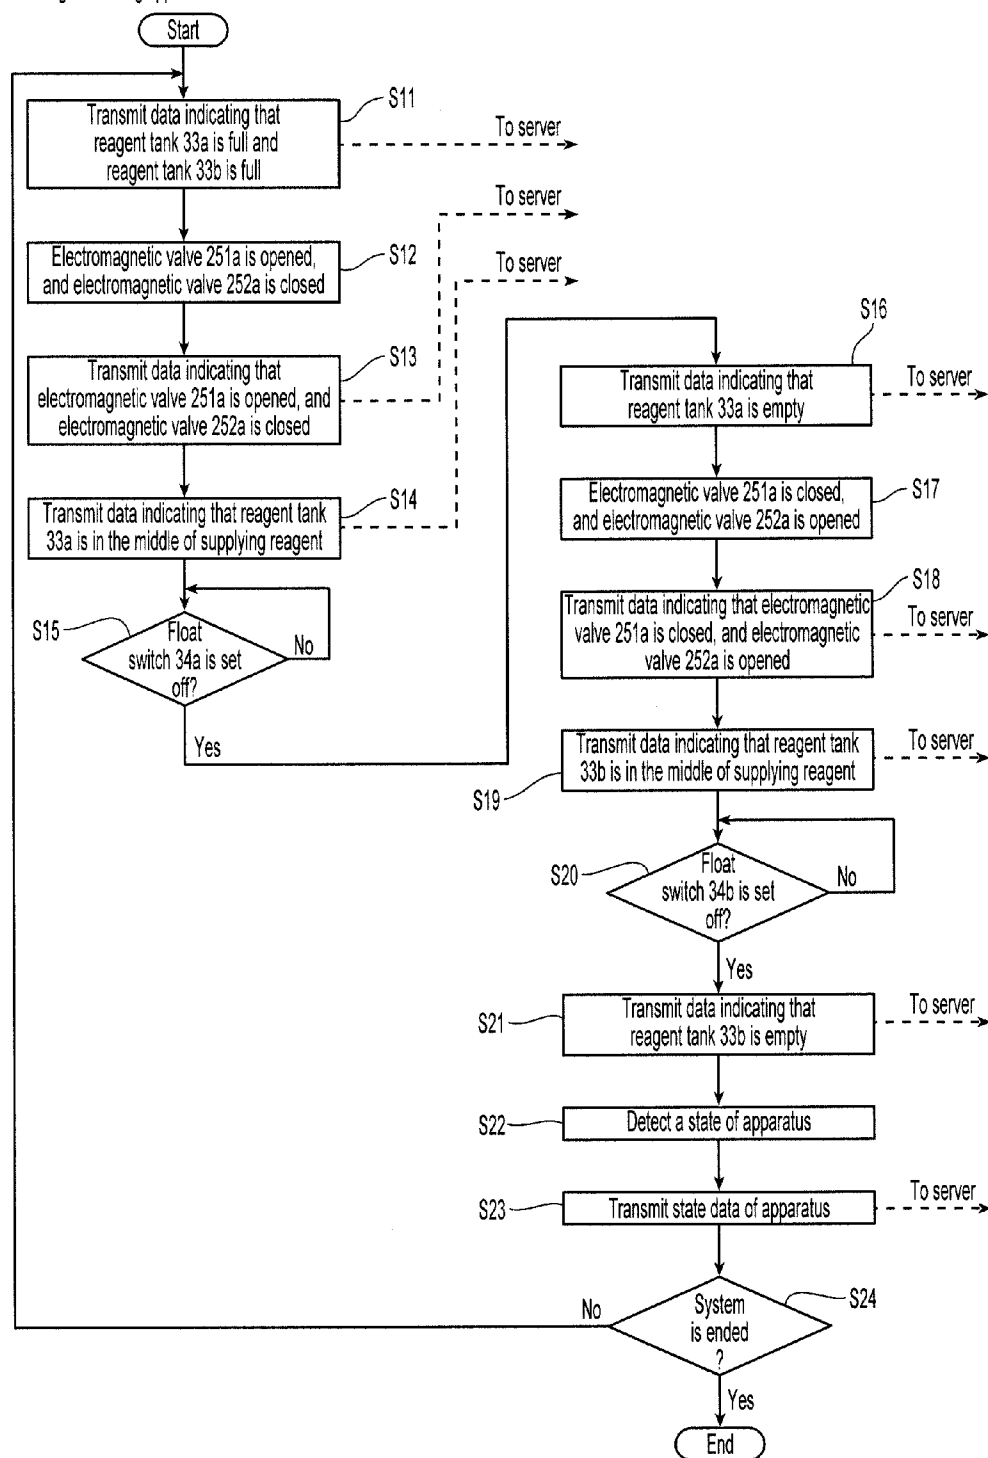 Start
S11
Transmit data indicating that
reagent tank 33a is full and
reagent tank 33b is full
To server
S12
Electromagnetic valve 251a is opened,
and electromagnetic valve 252a is closed
To server
S13
Transmit data indicating that
electromagnetic valve 251a is opened, and
electromagnetic valve 252a is closed
To server
S14
Transmit data indicating that reagent tank
33a is in the middle of supplying reagent
S15
Float
switch 34a is set
off?
No
Yes
S16
Transmit data indicating that
reagent tank 33a is empty
To server
S17
Electromagnetic valve 251a is closed,
and electromagnetic valve 252a is opened
S18
Transmit data indicating that electromagnetic
valve 251a is closed, and electromagnetic
valve 252a is opened
To server
S19
Transmit data indicating that reagent tank
33b is in the middle of supplying reagent
To server
S20
Float
switch 34b is set
off?
No
Yes
S21
Transmit data indicating that
reagent tank 33b is empty
To server
S22
Detect a state of apparatus
S23
Transmit state data of apparatus
To server
S24
System
is ended
?
No
Yes
End